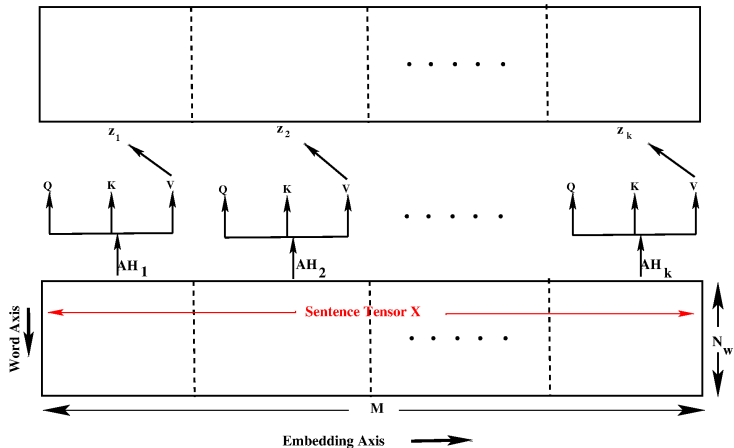 z1 z2 zk
Q K V Q K V Q K V
AH1 AH2 AHk
Word Axis
Sentence Tensor X
Nw
M
Embedding Axis